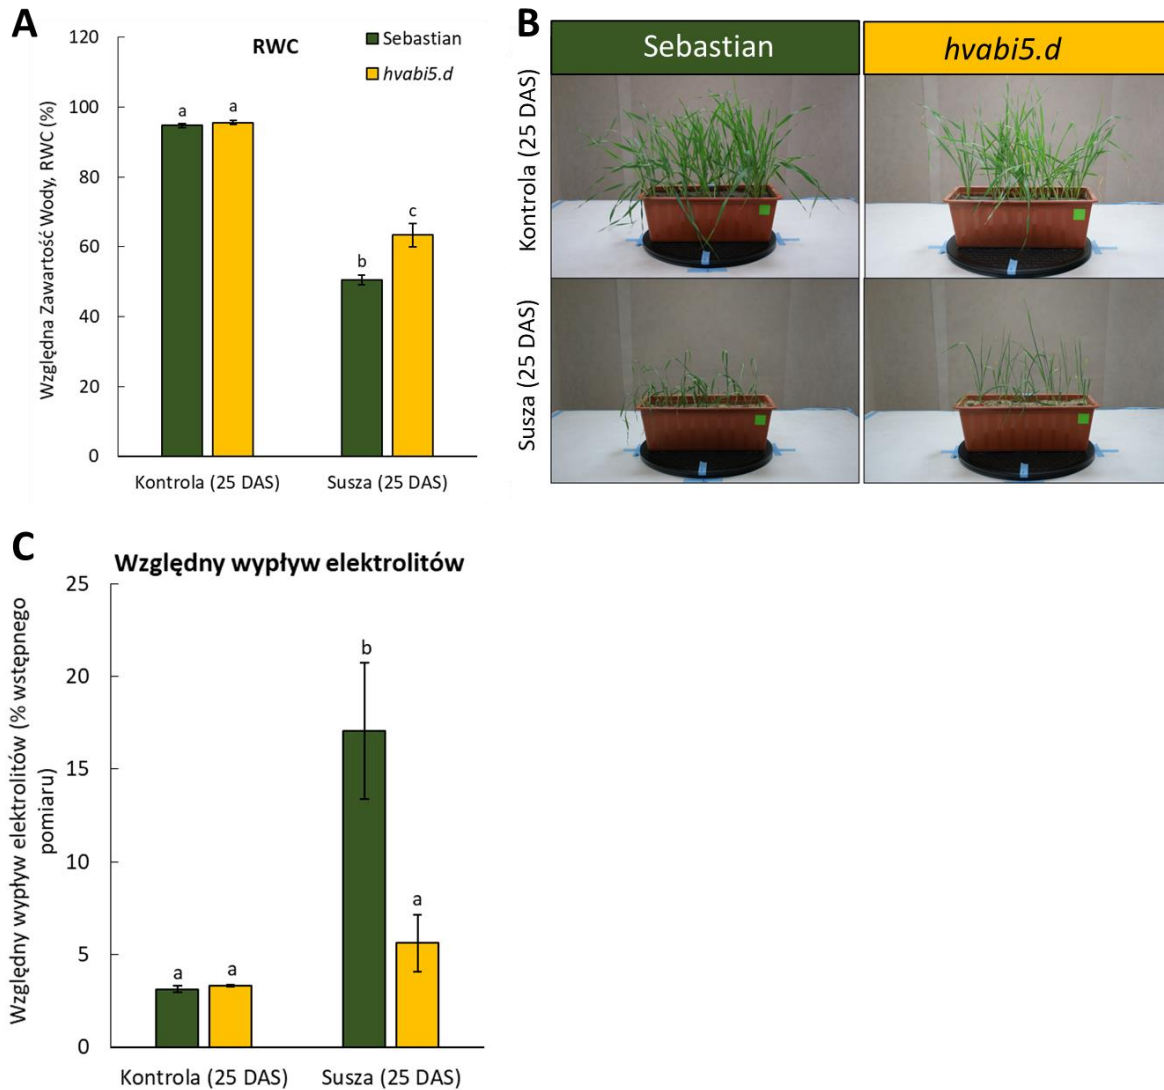 A
RWC
Sebastian
hvabi5.d
Względna Zawartość Wody, RWC (%)
120
100
80
60
40
20
0
a
a
b
c
Kontrola (25 DAS)
Susza (25 DAS)
B
Sebastian
hvabi5.d
Kontrola (25 DAS)
Susza (25 DAS)
C
Względny wypływ elektrolitów
Względny wypływ elektrolitów (% wstępnego
pomiaru)
25
20
15
10
5
0
a
a
b
a
Kontrola (25 DAS)
Susza (25 DAS)